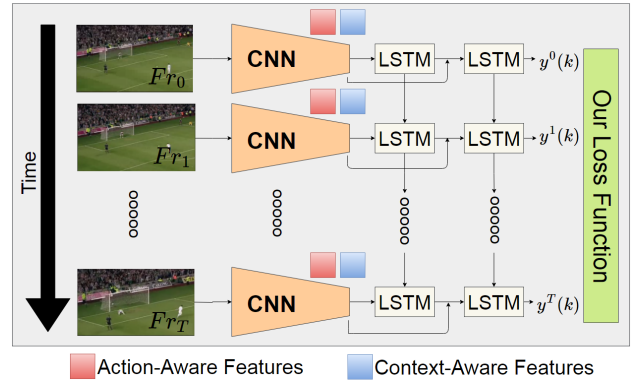 Time
Fr₀
CNN
LSTM
LSTM
y⁰(k)
Fr₁
CNN
LSTM
LSTM
y¹(k)
ooooo
ooooo
ooooo
ooooo
Fr_T
CNN
LSTM
LSTM
y^T(k)
Our Loss Function
Action-Aware Features
Context-Aware Features